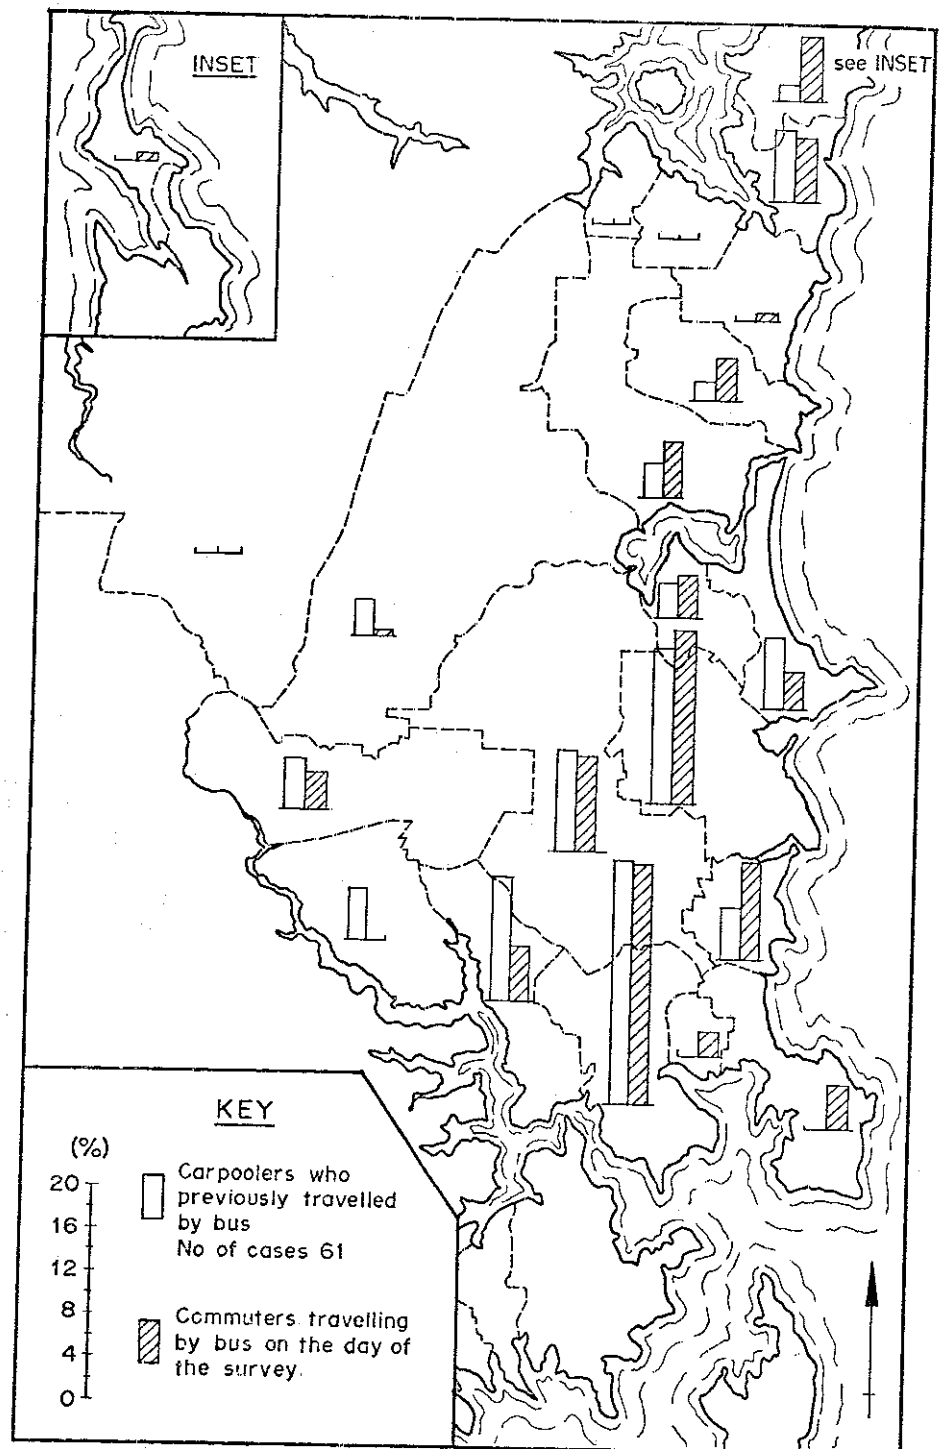 INSET
see INSET
KEY
(%)
20
16
12
8
4
0
Carpoolers who
previously travelled
by bus
No of cases 61
Commuters travelling
by bus on the day of
the survey.